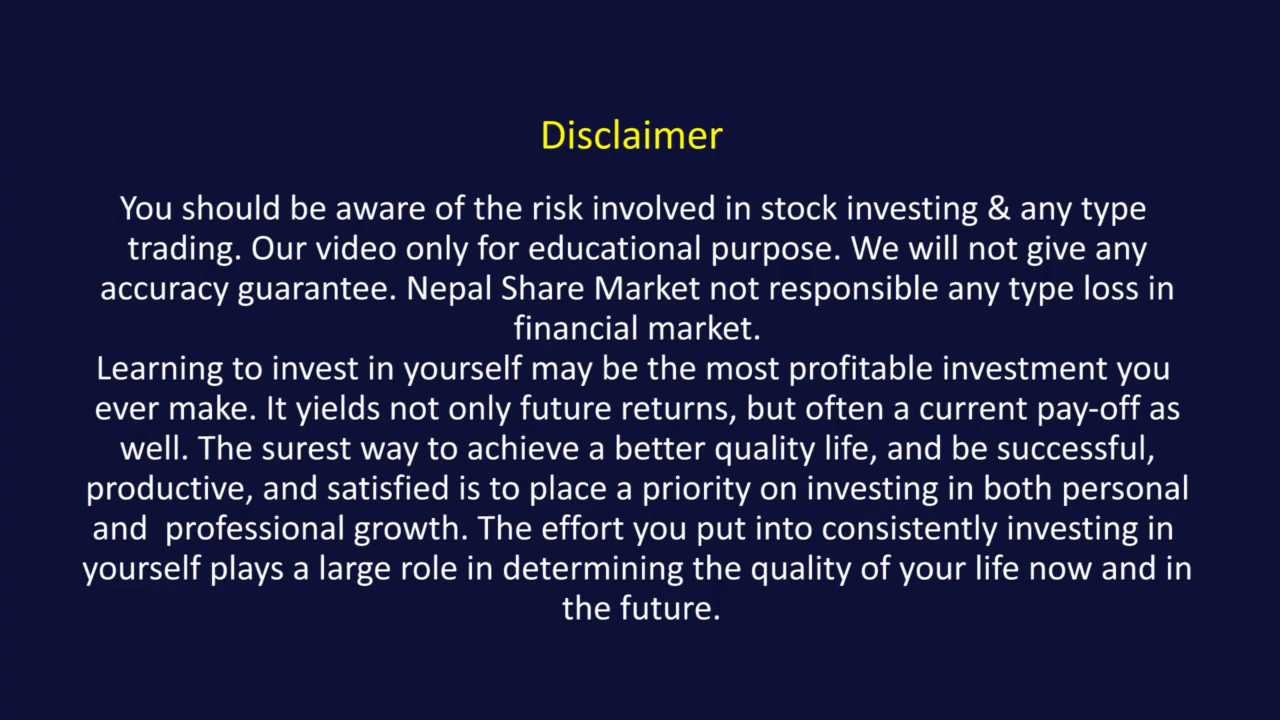 Disclaimer
You should be aware of the risk involved in stock investing & any type
trading. Our video only for educational purpose. We will not give any
accuracy guarantee. Nepal Share Market not responsible any type loss in
financial market.
Learning to invest in yourself may be the most profitable investment you
ever make. It yields not only future returns, but often a current pay-off as
well. The surest way to achieve a better quality life, and be successful,
productive, and satisfied is to place a priority on investing in both personal
and  professional growth. The effort you put into consistently investing in
yourself plays a large role in determining the quality of your life now and in
the future.